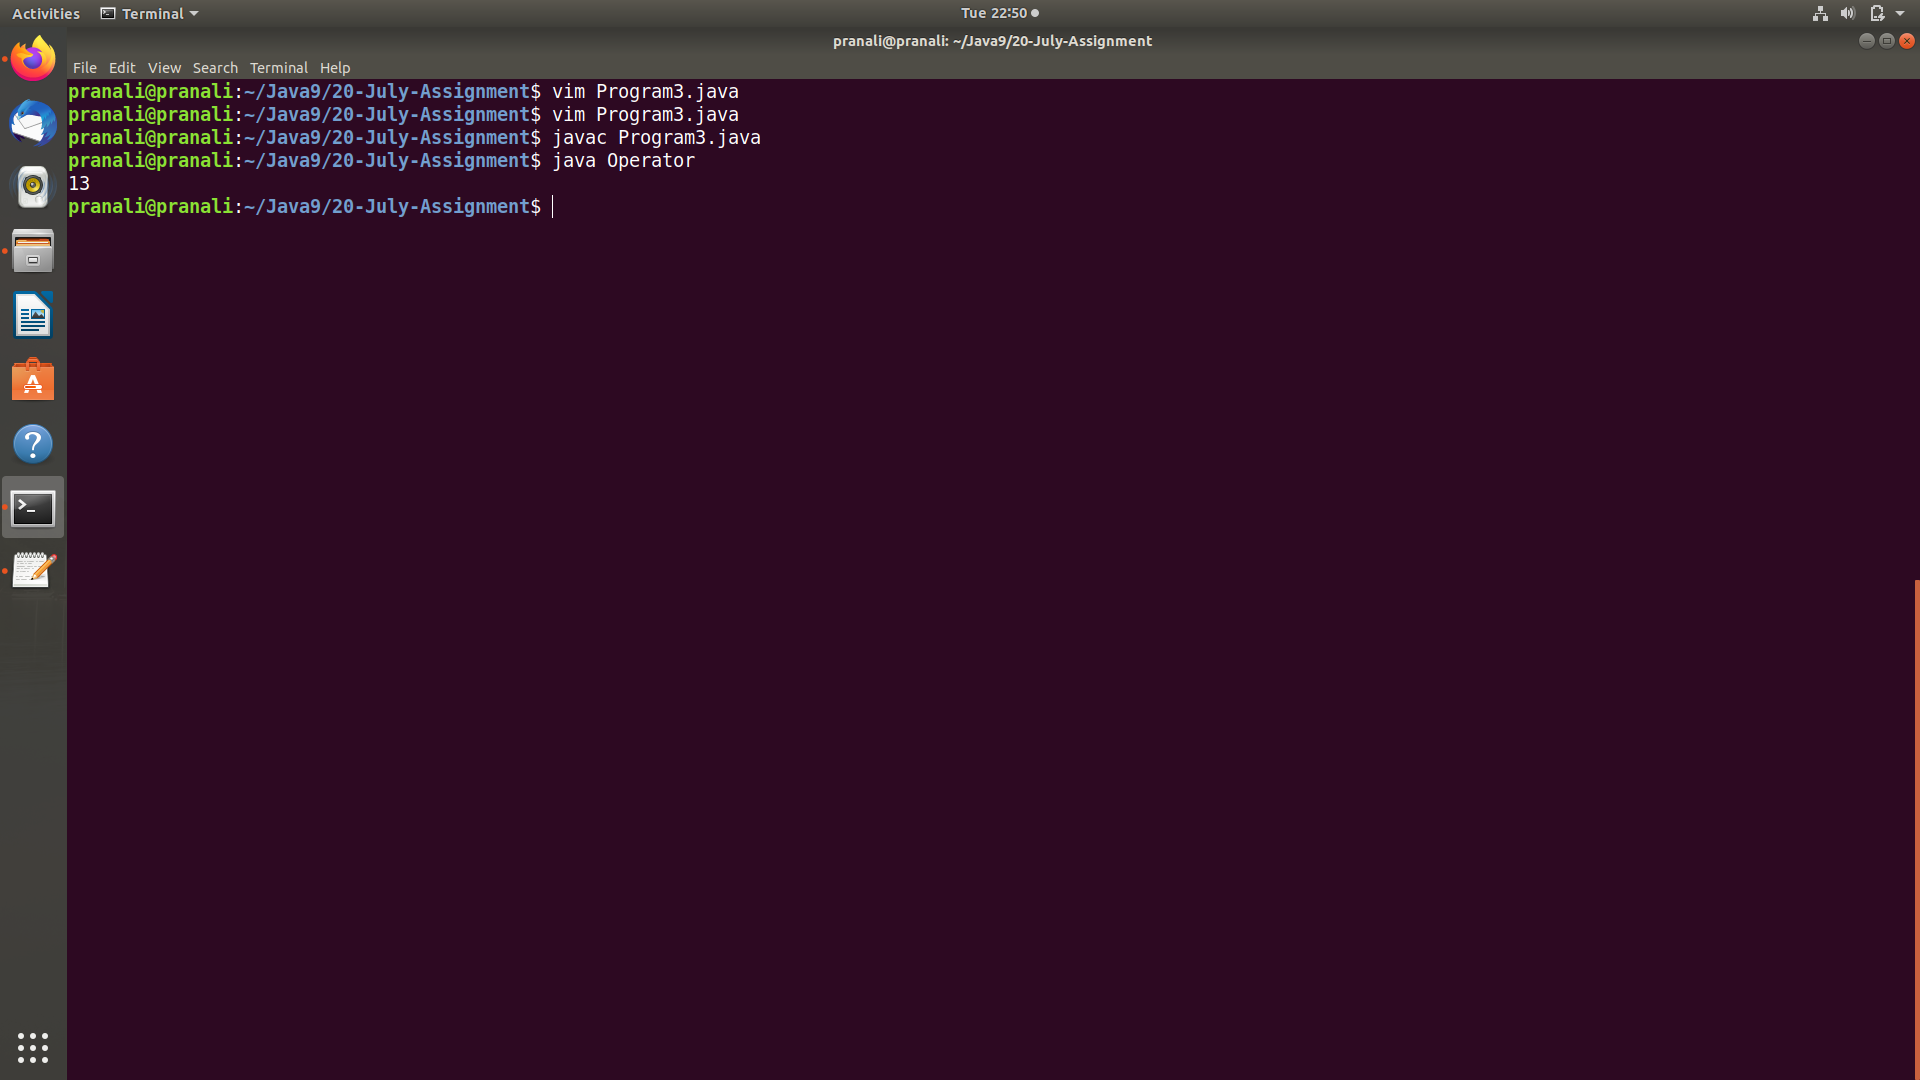 Activities Terminal Tue 22:50
pranali@pranali: ~/Java9/20-July-Assignment
File Edit View Search Terminal Help
pranali@pranali:~/Java9/20-July-Assignment$ vim Program3.java
pranali@pranali:~/Java9/20-July-Assignment$ vim Program3.java
pranali@pranali:~/Java9/20-July-Assignment$ javac Program3.java
pranali@pranali:~/Java9/20-July-Assignment$ java Operator
13
pranali@pranali:~/Java9/20-July-Assignment$